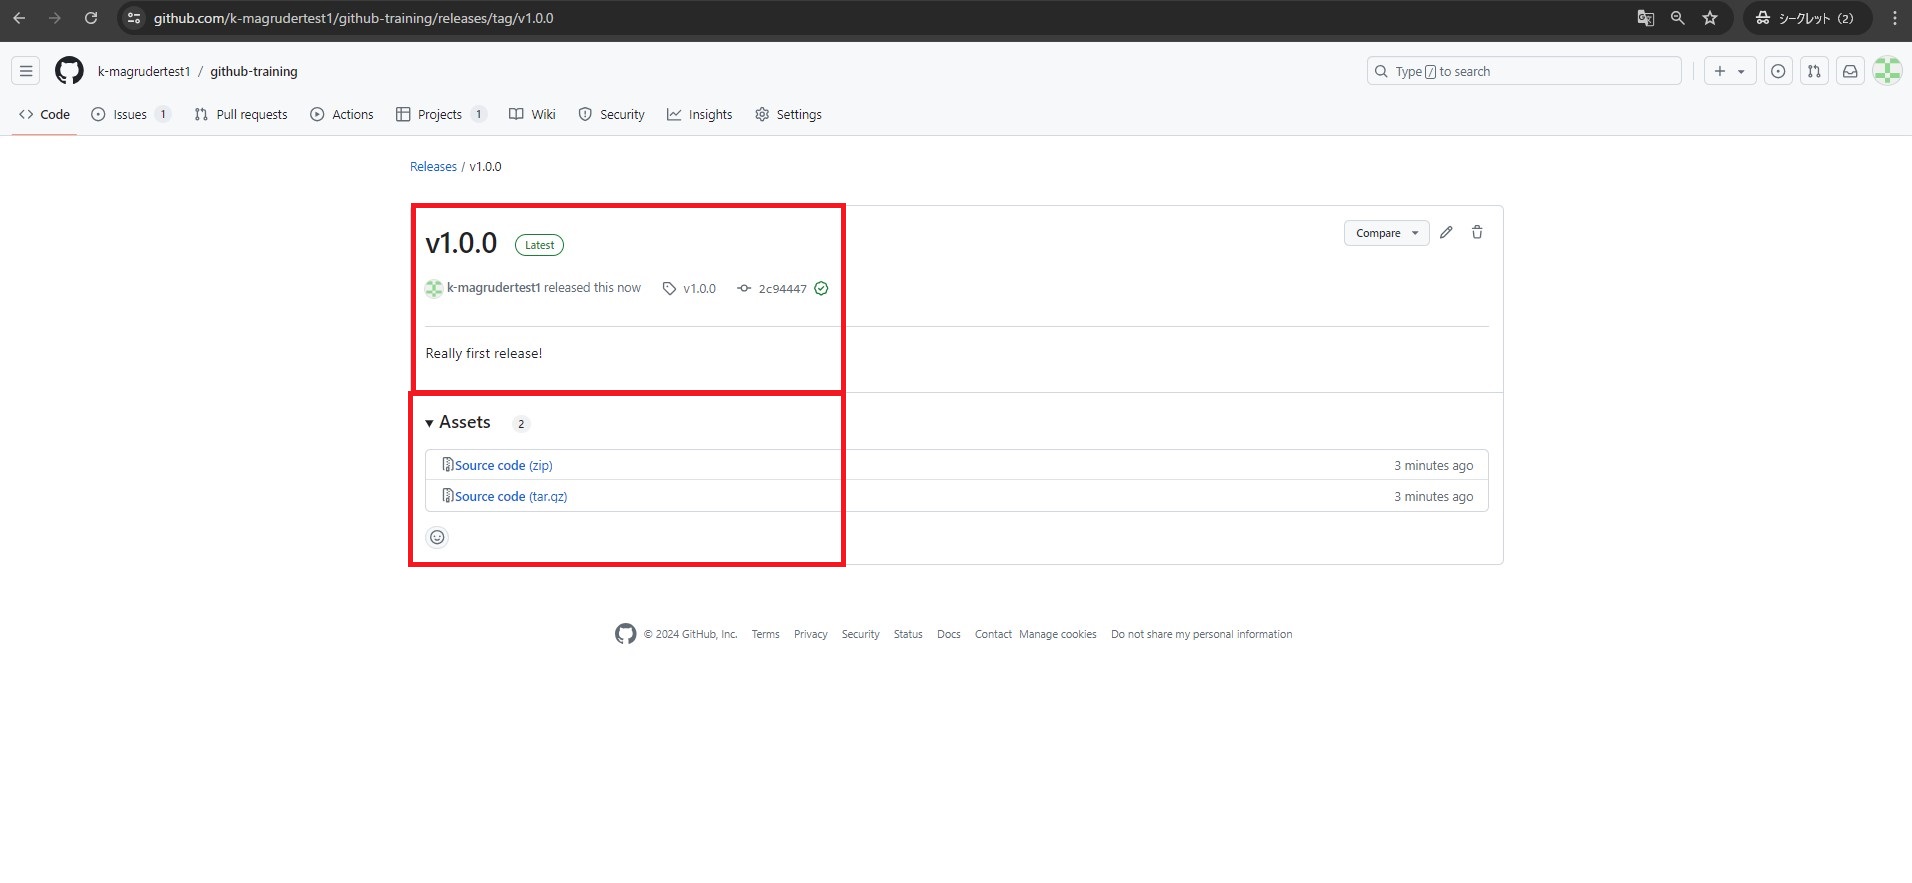 github.com/k-magrudertest1/github-training/releases/tag/v1.0.0
シークレット (2)
k-magrudertest1 / github-training
Type / to search
Code Issues 1 Pull requests Actions Projects 1 Wiki Security Insights Settings
Releases / v1.0.0
v1.0.0 Latest
Compare
k-magrudertest1 released this now v1.0.0 2c94447
Really first release!
Assets 2
Source code (zip) 3 minutes ago
Source code (tar.gz) 3 minutes ago
© 2024 GitHub, Inc. Terms Privacy Security Status Docs Contact Manage cookies Do not share my personal information